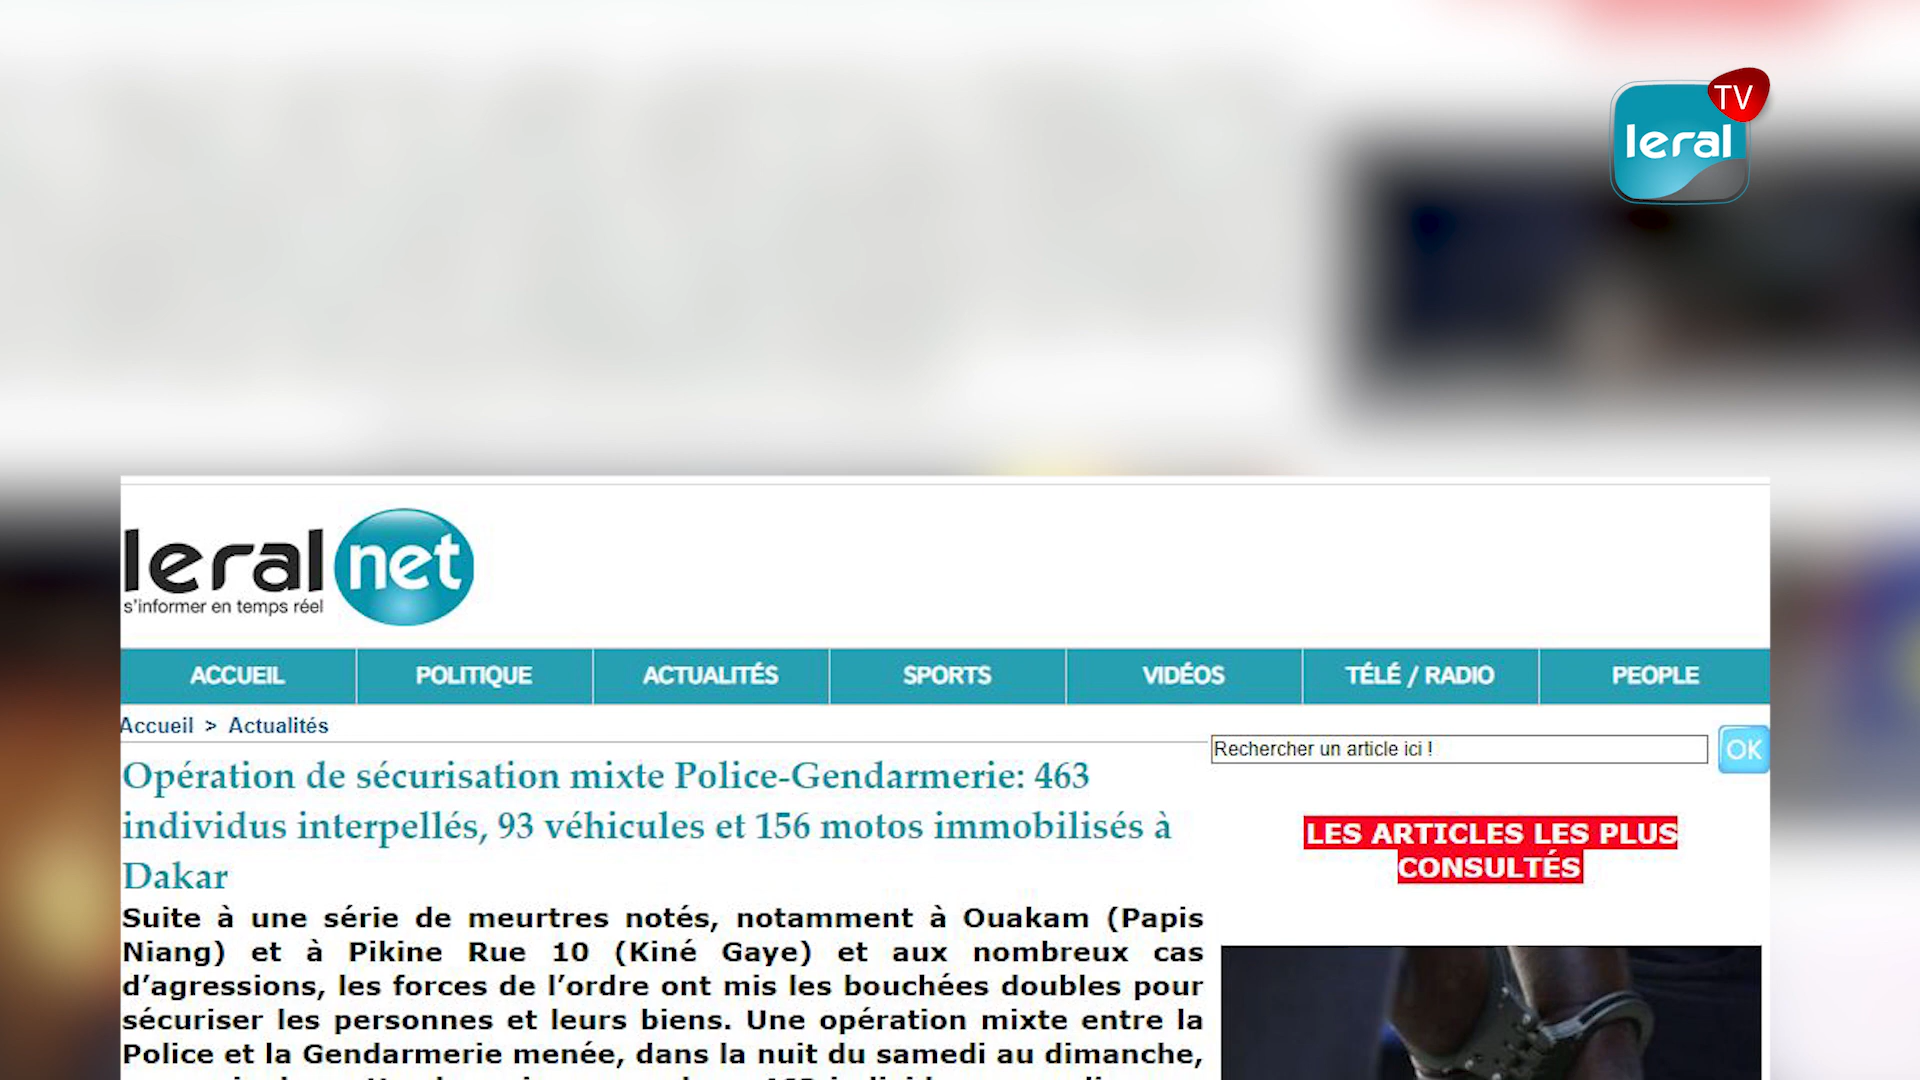 TV
leral
leral net
s'informer en temps réel
ACCUEIL POLITIQUE ACTUALITÉS SPORTS VIDÉOS TÉLÉ / RADIO PEOPLE
Accueil > Actualités
Rechercher un article ici !
OK
Opération de sécurisation mixte Police-Gendarmerie: 463
individus interpellés, 93 véhicules et 156 motos immobilisés à
Dakar
Suite à une série de meurtres notés, notamment à Ouakam (Papis
Niang) et à Pikine Rue 10 (Kiné Gaye) et aux nombreux cas
d’agressions, les forces de l’ordre ont mis les bouchées doubles pour
sécuriser les personnes et leurs biens. Une opération mixte entre la
Police et la Gendarmerie menée, dans la nuit du samedi au dimanche,
LES ARTICLES LES PLUS
CONSULTÉS